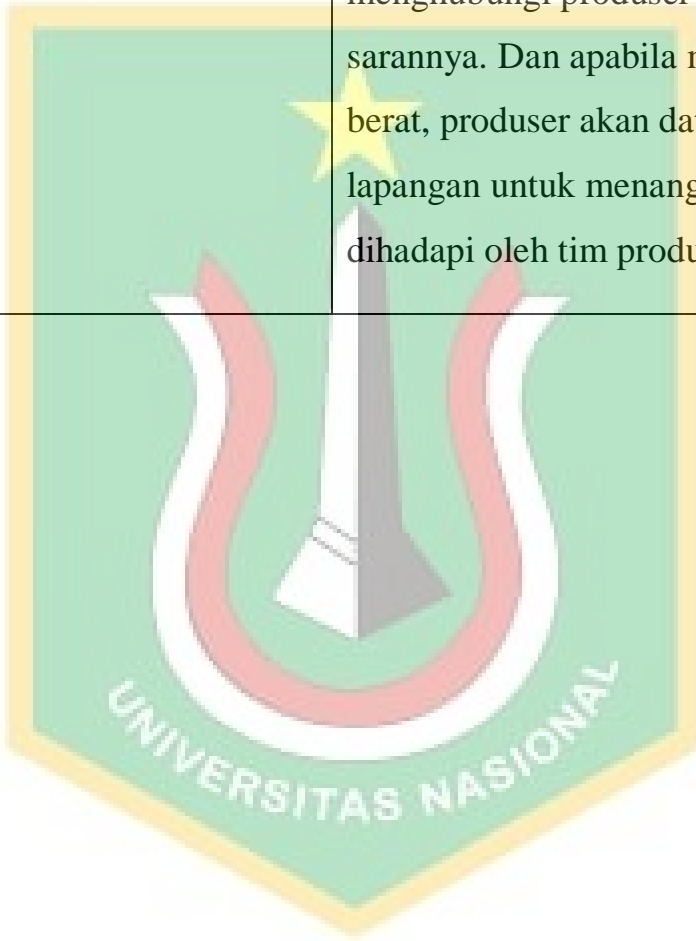 menghubungi produser
sarannya. Dan apabila
berat, produser akan
lapangan untuk
dihadapi oleh tim
UNIVERSITAS NASIONAL